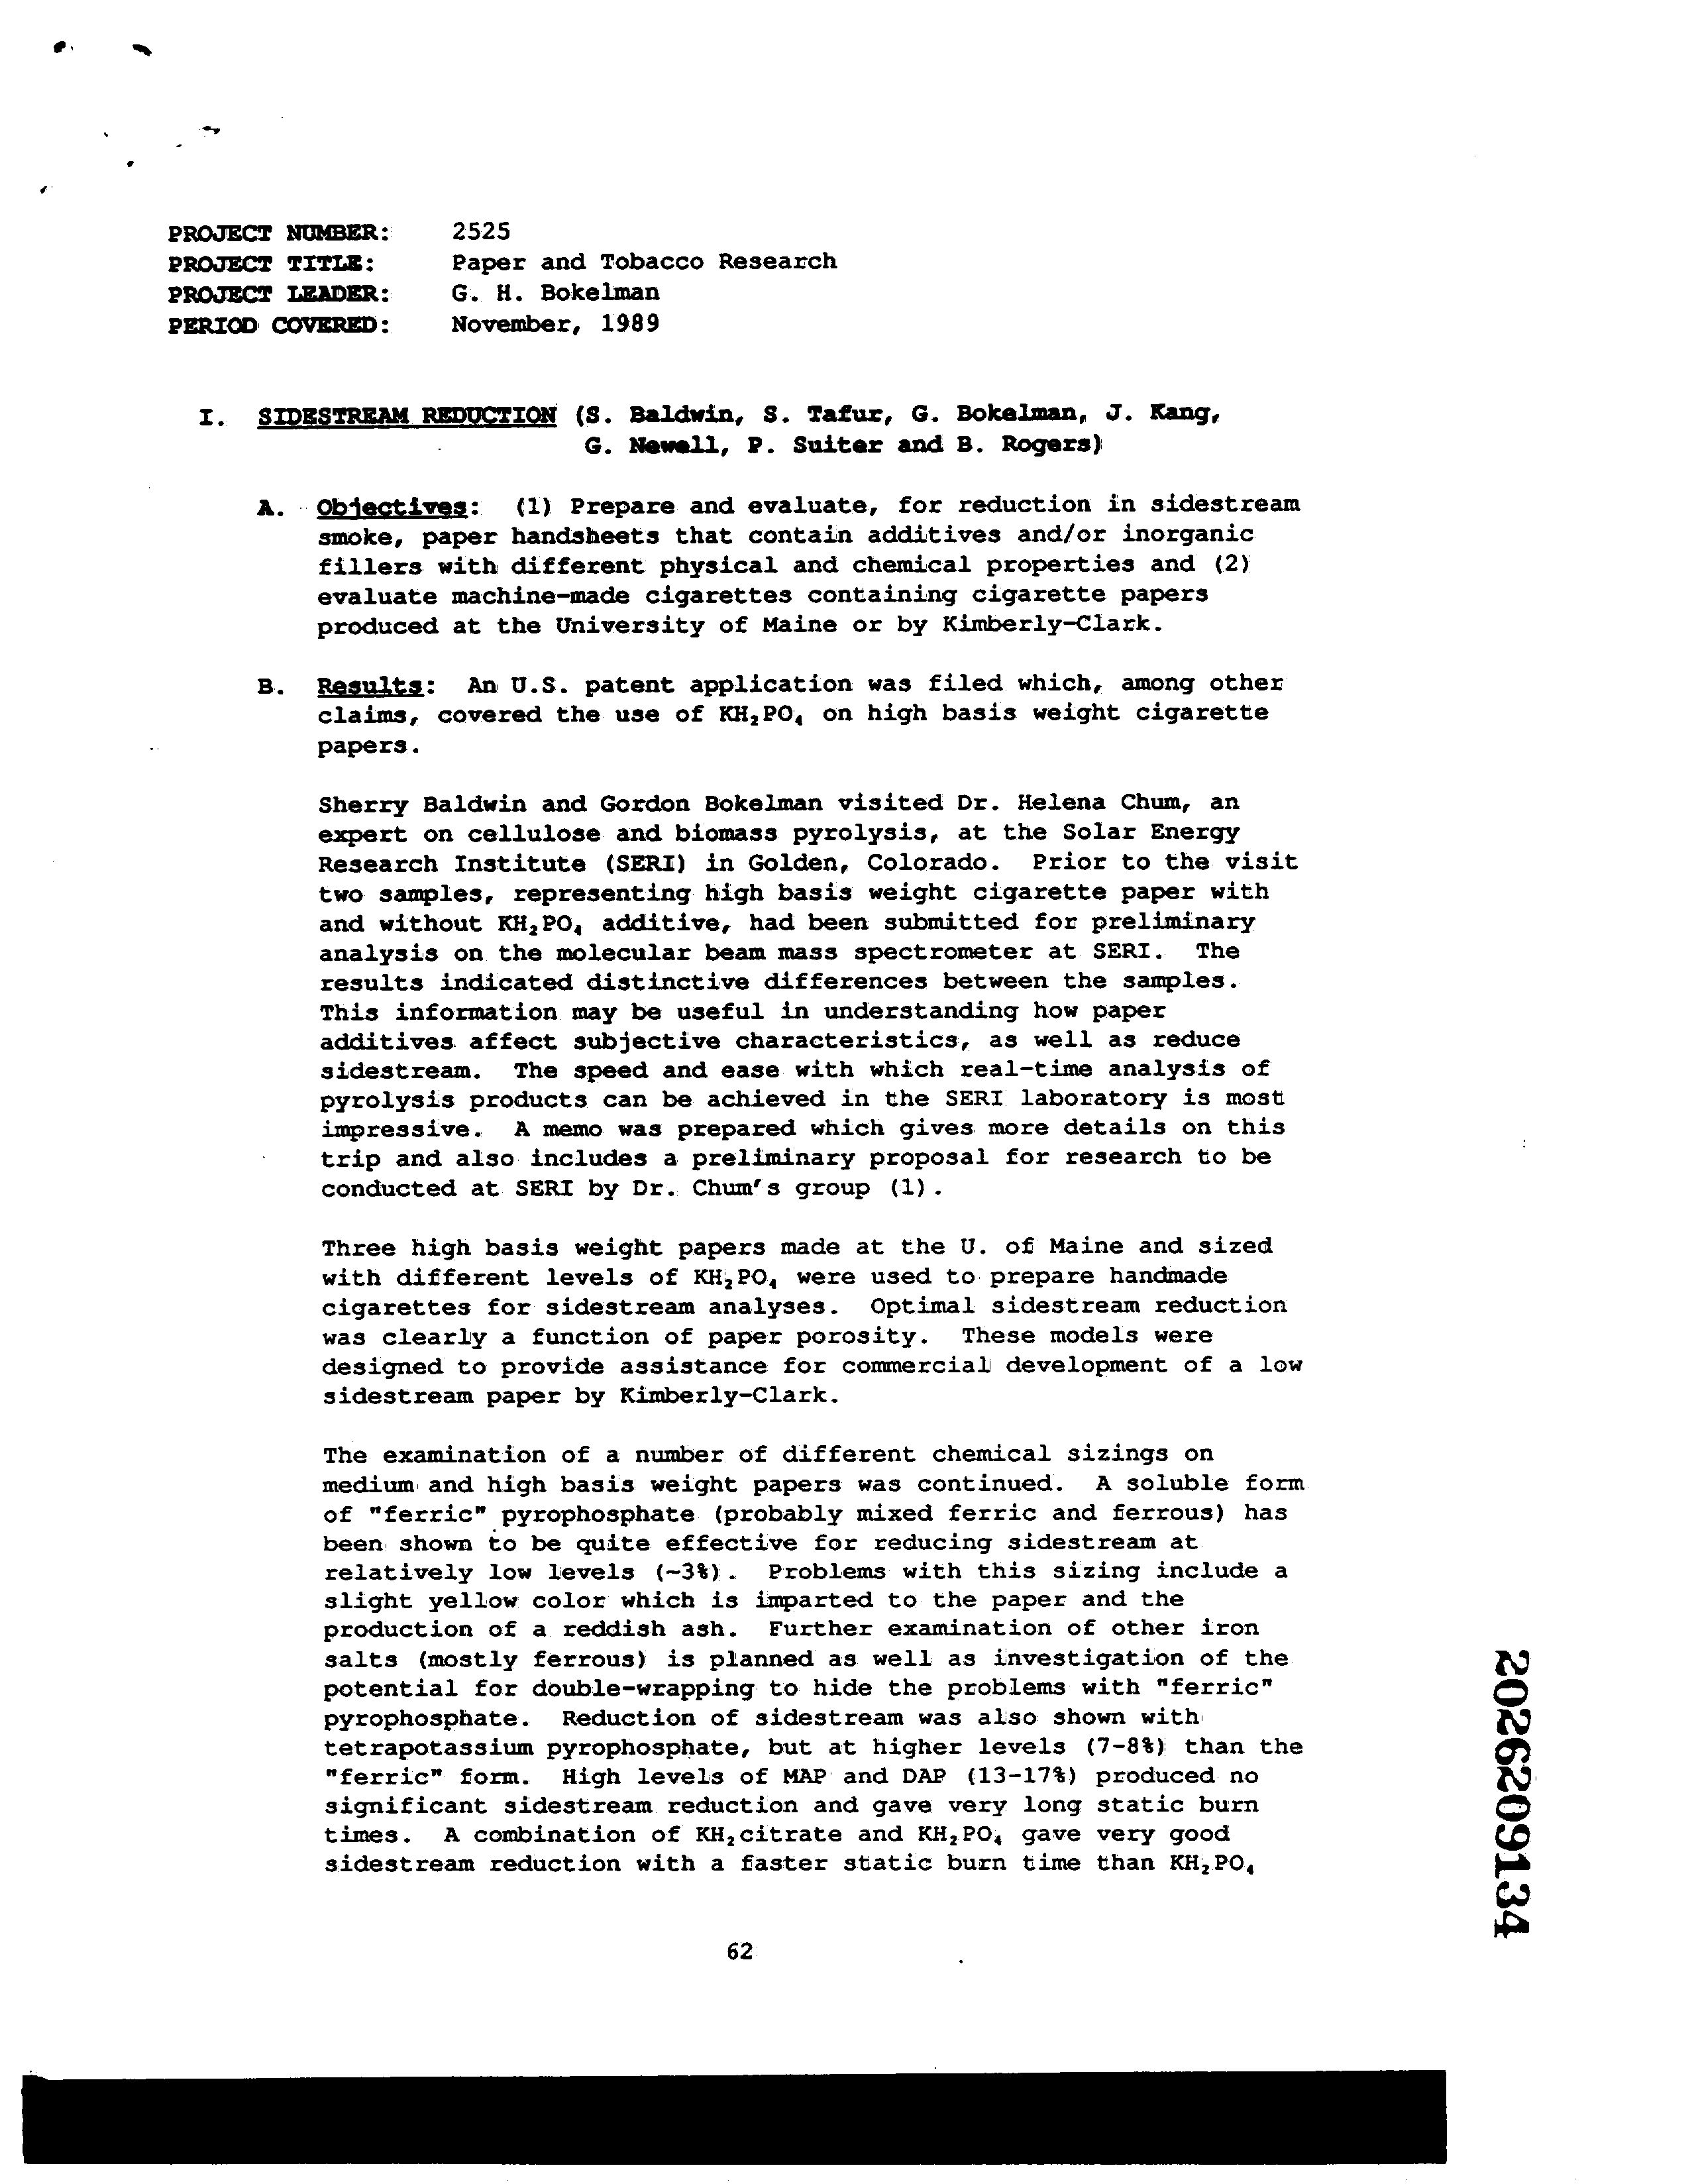 PROJECT NUMBER: 2525
PROJECT TITLE: Paper and Tobacco Research
PROJECT LEADER: G. H. Bokelman
PERIOD COVERED: November, 1989
I. SIDESTREAM REDUCTION (S. Baldwin, S. Tafur, G. Bokelman, J. Kang,
G. Newell, P. Suiter and B. Rogers)
A. Objectives: (1) Prepare and evaluate, for reduction in sidestream
smoke, paper handsheets that contain additives and/or inorganic
fillers with different physical and chemical properties and (2)
evaluate machine-made cigarettes containing cigarette papers
produced at the University of Maine or by Kimberly-Clark.
B. Results: An U.S. patent application was filed which, among other
claims, covered the use of KH₂PO₄ on high basis weight cigarette
papers.
Sherry Baldwin and Gordon Bokelman visited Dr. Helena Chum, an
expert on cellulose and biomass pyrolysis, at the Solar Energy
Research Institute (SERI) in Golden, Colorado. Prior to the visit
two samples, representing high basis weight cigarette paper with
and without KH₂PO₄ additive, had been submitted for preliminary
analysis on the molecular beam mass spectrometer at SERI. The
results indicated distinctive differences between the samples.
This information may be useful in understanding how paper
additives affect subjective characteristics, as well as reduce
sidestream. The speed and ease with which real-time analysis of
pyrolysis products can be achieved in the SERI laboratory is most
impressive. A memo was prepared which gives more details on this
trip and also includes a preliminary proposal for research to be
conducted at SERI by Dr. Chum's group (1).
Three high basis weight papers made at the U. of Maine and sized
with different levels of KH₂PO₄ were used to prepare handmade
cigarettes for sidestream analyses. Optimal sidestream reduction
was clearly a function of paper porosity. These models were
designed to provide assistance for commercial development of a low
sidestream paper by Kimberly-Clark.
The examination of a number of different chemical sizings on
medium and high basis weight papers was continued. A soluble form
of "ferric" pyrophosphate (probably mixed ferric and ferrous) has
been shown to be quite effective for reducing sidestream at
relatively low levels (~3%). Problems with this sizing include a
slight yellow color which is imparted to the paper and the
production of a reddish ash. Further examination of other iron
salts (mostly ferrous) is planned as well as investigation of the
potential for double-wrapping to hide the problems with "ferric"
pyrophosphate. Reduction of sidestream was also shown with
tetrapotassium pyrophosphate, but at higher levels (7-8%) than the
"ferric" form. High levels of MAP and DAP (13-17%) produced no
significant sidestream reduction and gave very long static burn
times. A combination of KH₂citrate and KH₂PO₄ gave very good
sidestream reduction with a faster static burn time than KH₂PO₄
62
2026209134